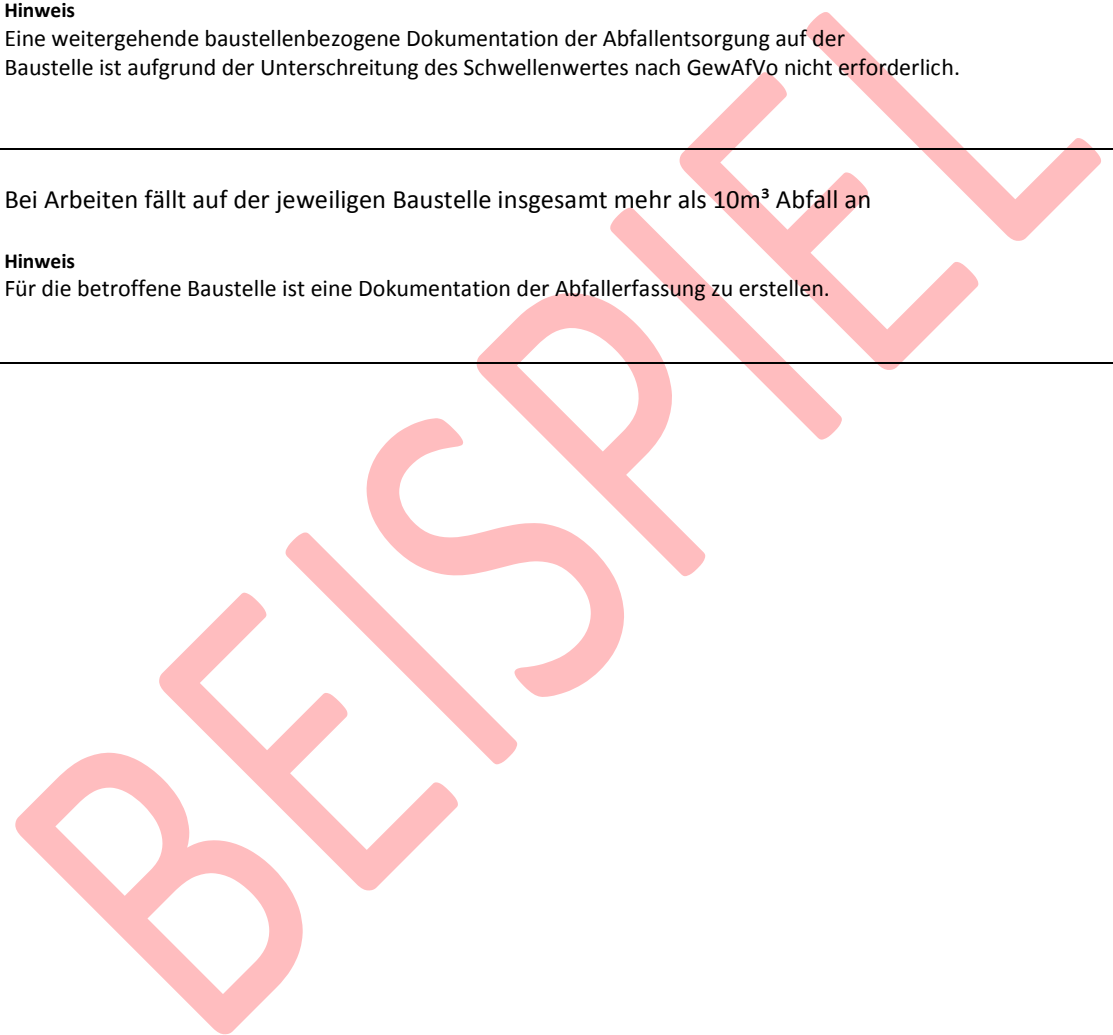 Hinweis
Eine weitergehende baustellenbezogene Dokumentation der Abfallentsorgung auf der
Baustelle ist aufgrund der Unterschreitung des Schwellenwertes nach GewAfVo nicht erforderlich.
Bei Arbeiten fällt auf der jeweiligen Baustelle insgesamt mehr als 10m³ Abfall an
Hinweis
Für die betroffene Baustelle ist eine Dokumentation der Abfallerfassung zu erstellen.
BEISPIEL